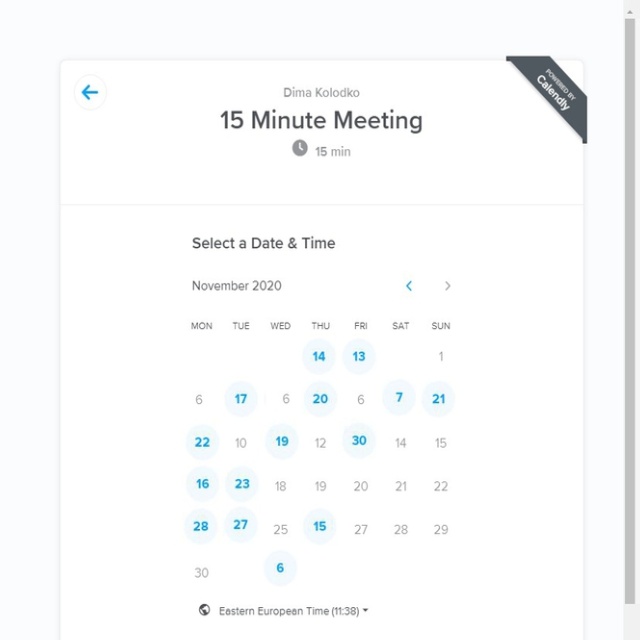 POWERED BY
Calendly
Dima Kolodko
15 Minute Meeting
15 min
Select a Date & Time
November 2020
MON TUE WED THU FRI SAT SUN
14 13 1
6 17 6 20 6 7 21
22 10 19 12 30 14 15
16 23 18 19 20 21 22
28 27 25 15 27 28 29
30 6
Eastern European Time (11:38)